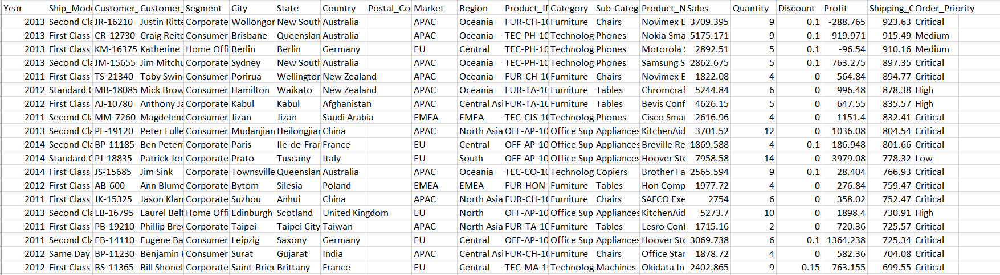 Year Ship_Mode Customer_ Customer_ Segment City State Country Postal_Co Market Region Product_ID Category Sub-Categ Product_N Sales Quantity Discount Profit Shipping_C Order_Priority
2013 Second Cla JR-16210 Justin Ritte Corporate Wollongon New South Australia APAC Oceania FUR-CH-10 Furniture Chairs Novimex E 3709.395 9 0.1 -288.765 923.63 Critical
2013 First Class CR-12730 Craig Reite Consumer Brisbane Queenslan Australia APAC Oceania TEC-PH-10 Technolog Phones Nokia Sma 5175.171 9 0.1 919.971 915.49 Medium
2013 First Class KM-16375 Katherine Home Offi Berlin Berlin Germany EU Central TEC-PH-10 Technolog Phones Motorola 2892.51 5 0.1 -96.54 910.16 Medium
2013 Second Cla JM-15655 Jim Mitchu Corporate Sydney New South Australia APAC Oceania TEC-PH-10 Technolog Phones Samsung S 2862.675 5 0.1 763.275 897.35 Critical
2011 First Class TS-21340 Toby Swin Consumer Porirua Wellington New Zealand APAC Oceania FUR-CH-10 Furniture Chairs Novimex E 1822.08 4 0 564.84 894.77 Critical
2012 Standard C MB-18085 Mick Brow Consumer Hamilton Waikato New Zealand APAC Oceania FUR-TA-10 Furniture Tables Chromcraf 5244.84 6 0 996.48 878.38 High
2012 First Class AJ-10780 Anthony Ja Corporate Kabul Kabul Afghanistan APAC Central Asi FUR-TA-10 Furniture Tables Bevis Conf 4626.15 5 0 647.55 835.57 High
2011 Second Cla MM-7260 Magdelene Consumer Jizan Jizan Saudi Arabia EMEA EMEA TEC-CIS-10 Technolog Phones Cisco Smar 2616.96 4 0 1151.4 832.41 Critical
2013 Second Cla PF-19120 Peter Fulle Consumer Mudanjian Heilongjian China APAC North Asia OFF-AP-10 Office Sup Appliances KitchenAid 3701.52 12 0 1036.08 804.54 Critical
2014 Second Cla BP-11185 Ben Peterr Corporate Paris Ile-de-Fran France EU Central OFF-AP-10 Office Sup Appliances Breville Re 1869.588 4 0.1 186.948 801.66 Critical
2014 Standard C PJ-18835 Patrick Jor Corporate Prato Tuscany Italy EU South OFF-AP-10 Office Sup Appliances Hoover Sto 7958.58 14 0 3979.08 778.32 Low
2014 First Class JS-15685 Jim Sink Corporate Townsville Queenslan Australia APAC Oceania TEC-CO-10 Technolog Copiers Brother Fa 2565.594 9 0.1 28.404 766.93 Critical
2012 First Class AB-600 Ann Blume Corporate Bytom Silesia Poland EMEA EMEA FUR-HON- Furniture Tables Hon Comp 1977.72 4 0 276.84 759.47 Critical
2011 First Class JK-15325 Jason Klam Corporate Suzhou Anhui China APAC North Asia FUR-CH-10 Furniture Chairs SAFCO Exe 2754 6 0 358.02 752.47 Critical
2013 Second Cla LB-16795 Laurel Belt Home Offi Edinburgh Scotland United Kingdom EU North OFF-AP-10 Office Sup Appliances KitchenAid 5273.7 10 0 1898.4 730.91 High
2011 First Class PB-19210 Phillip Brey Corporate Taipei Taipei City Taiwan APAC North Asia FUR-TA-10 Furniture Tables Lesro Conf 1715.16 2 0 720.36 725.57 Critical
2011 Second Cla EB-14110 Eugene Ba Consumer Leipzig Saxony Germany EU Central OFF-AP-10 Office Sup Appliances Hoover Sto 3069.738 6 0.1 1364.238 725.34 Critical
2012 Same Day BP-11230 Benjamin P Consumer Surat Gujarat India APAC Central Asi FUR-CH-10 Furniture Chairs Office Star 1878.72 4 0 582.36 704.08 Critical
2012 First Class BS-11365 Bill Shonel Corporate Saint-Brieu Brittany France EU Central TEC-MA-10 Technolog Machines Okidata In 2402.865 9 0.15 763.155 699.55 Critical